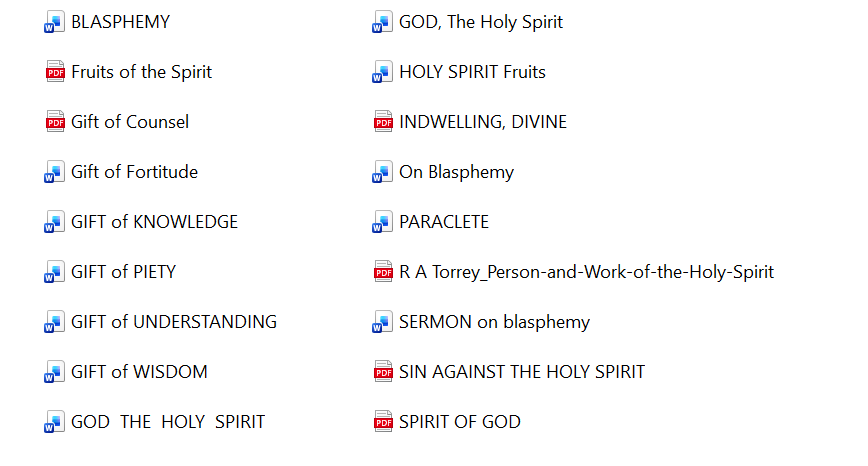 BLASPHEMY
Fruits of the Spirit
Gift of Counsel
Gift of Fortitude
GIFT of KNOWLEDGE
GIFT of PIETY
GIFT of UNDERSTANDING
GIFT of WISDOM
GOD  THE  HOLY  SPIRIT
GOD, The Holy Spirit
HOLY SPIRIT Fruits
INDWELLING, DIVINE
On Blasphemy
PARACLETE
R A Torrey_Person-and-Work-of-the-Holy-Spirit
SERMON on blasphemy
SIN AGAINST THE HOLY SPIRIT
SPIRIT OF GOD